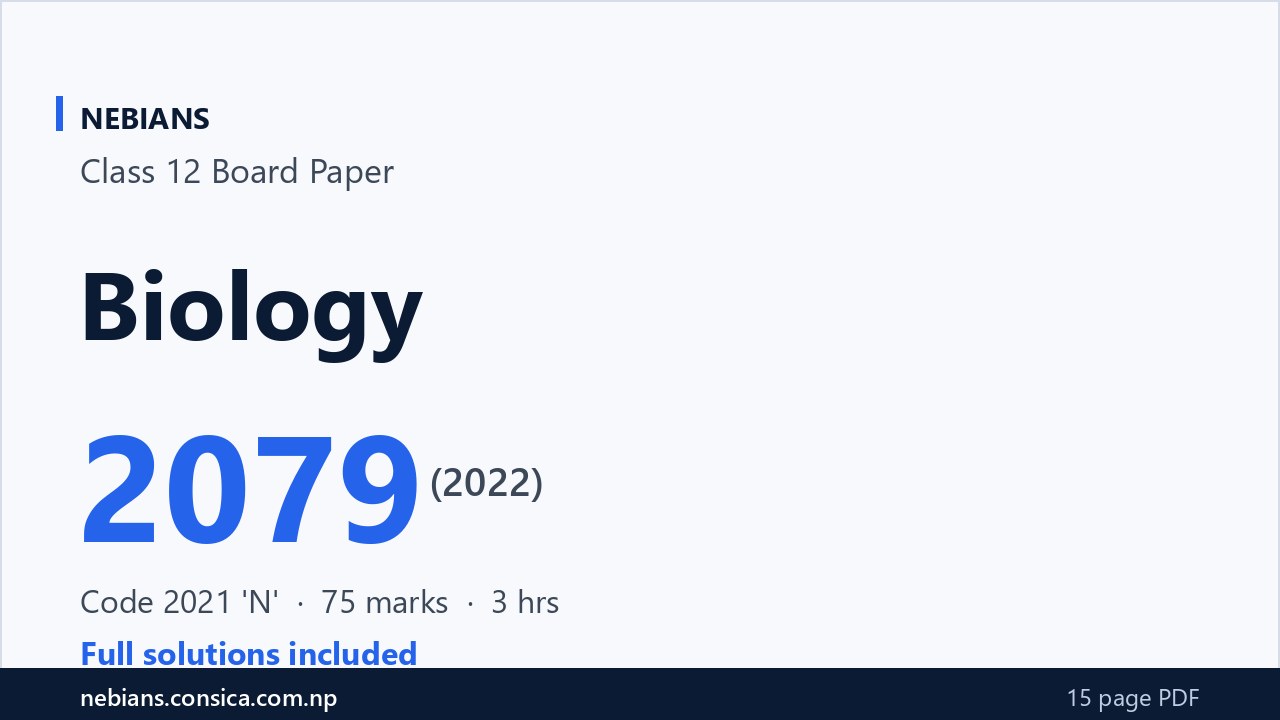 NEBIANS
Class 12 Board Paper
Biology
2079 (2022)
Code 2021 'N' · 75 marks · 3 hrs
Full solutions included
nebians.consica.com.np
15 page PDF